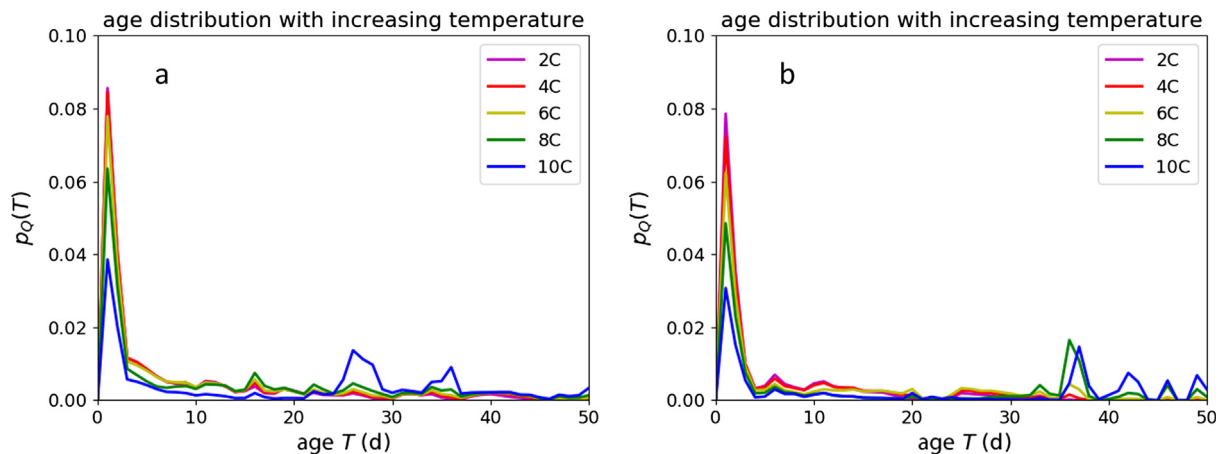 age distribution with increasing temperature
a
2C
4C
6C
8C
10C
0.10
0.08
0.06
0.04
0.02
0.00
0
10
20
30
40
50
pQ(T)
age T (d)
age distribution with increasing temperature
b
2C
4C
6C
8C
10C
0.10
0.08
0.06
0.04
0.02
0.00
0
10
20
30
40
50
pQ(T)
age T (d)